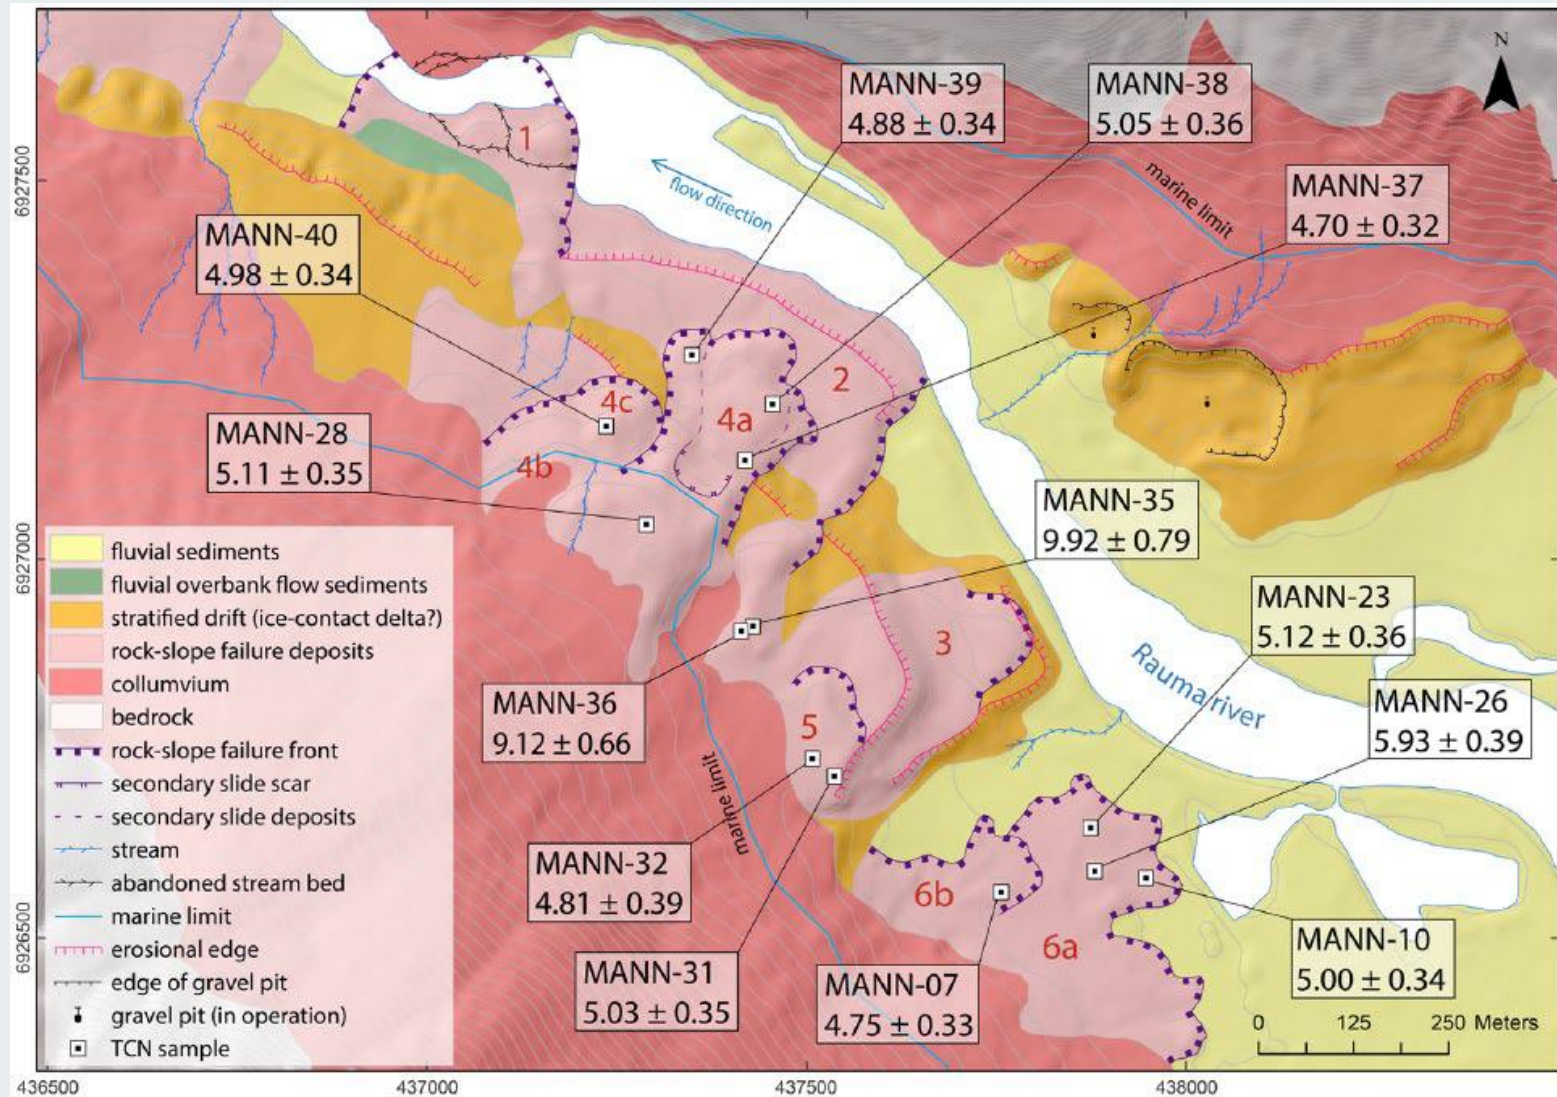 N
MANN-39
4.88 ± 0.34
MANN-38
5.05 ± 0.36
MANN-37
4.70 ± 0.32
MANN-40
4.98 ± 0.34
MANN-28
5.11 ± 0.35
MANN-35
9.92 ± 0.79
MANN-23
5.12 ± 0.36
MANN-26
5.93 ± 0.39
MANN-36
9.12 ± 0.66
MANN-32
4.81 ± 0.39
MANN-31
5.03 ± 0.35
MANN-07
4.75 ± 0.33
MANN-10
5.00 ± 0.34
1
2
4c
4a
4b
3
5
6b
6a
flow direction
marine limit
Rauma river
marine limit
fluvial sediments
fluvial overbank flow sediments
stratified drift (ice-contact delta?)
rock-slope failure deposits
collumvium
bedrock
rock-slope failure front
secondary slide scar
secondary slide deposits
stream
abandoned stream bed
marine limit
erosional edge
edge of gravel pit
gravel pit (in operation)
TCN sample
0 125 250 Meters
6927500
6927000
6926500
436500 437000 437500 438000